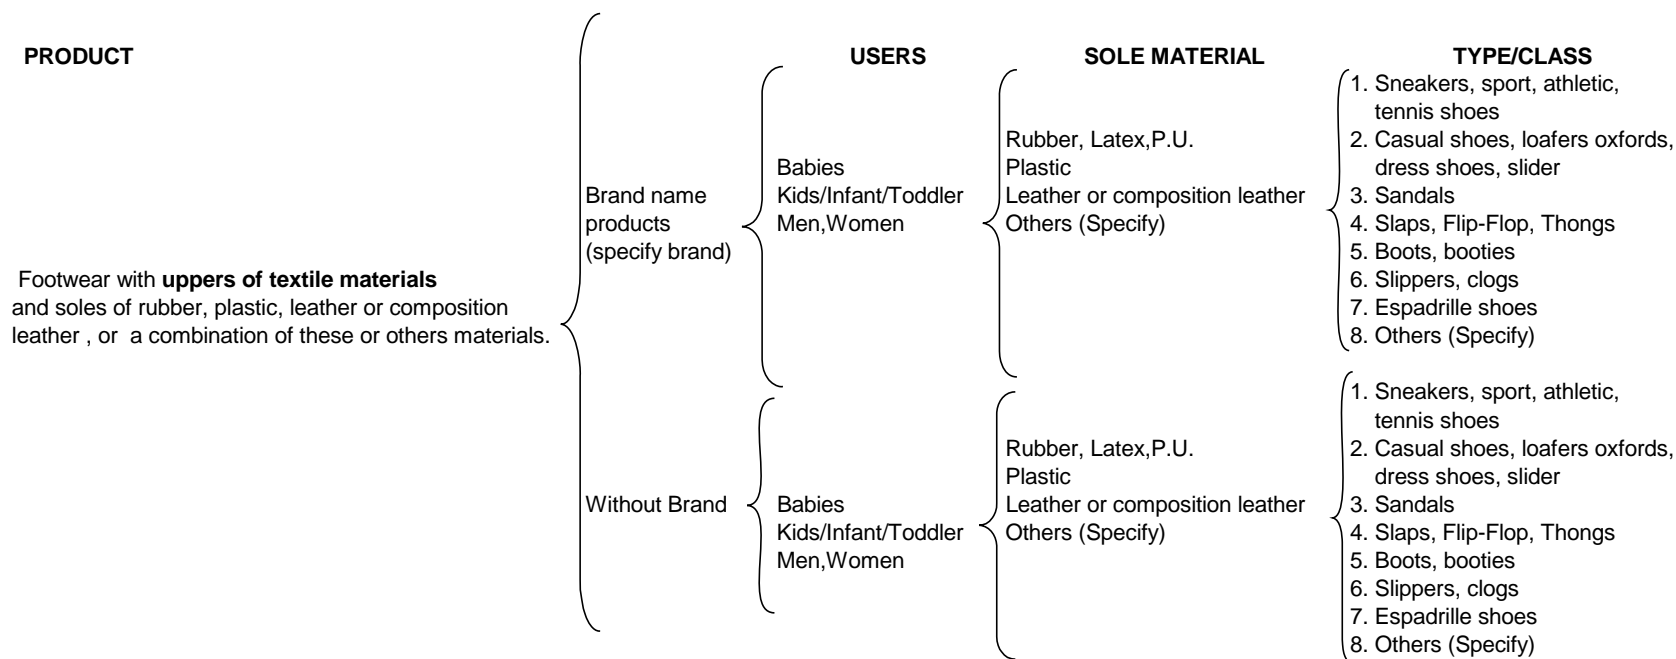 PRODUCT
USERS
SOLE MATERIAL
TYPE/CLASS
Footwear with uppers of textile materials
and soles of rubber, plastic, leather or composition
leather , or a combination of these or others materials.
Brand name
products
(specify brand)
Babies
Kids/Infant/Toddler
Men,Women
Rubber, Latex,P.U.
Plastic
Leather or composition leather
Others (Specify)
1. Sneakers, sport, athletic,
tennis shoes
2. Casual shoes, loafers oxfords,
dress shoes, slider
3. Sandals
4. Slaps, Flip-Flop, Thongs
5. Boots, booties
6. Slippers, clogs
7. Espadrille shoes
8. Others (Specify)
Without Brand
Babies
Kids/Infant/Toddler
Men,Women
Rubber, Latex,P.U.
Plastic
Leather or composition leather
Others (Specify)
1. Sneakers, sport, athletic,
tennis shoes
2. Casual shoes, loafers oxfords,
dress shoes, slider
3. Sandals
4. Slaps, Flip-Flop, Thongs
5. Boots, booties
6. Slippers, clogs
7. Espadrille shoes
8. Others (Specify)